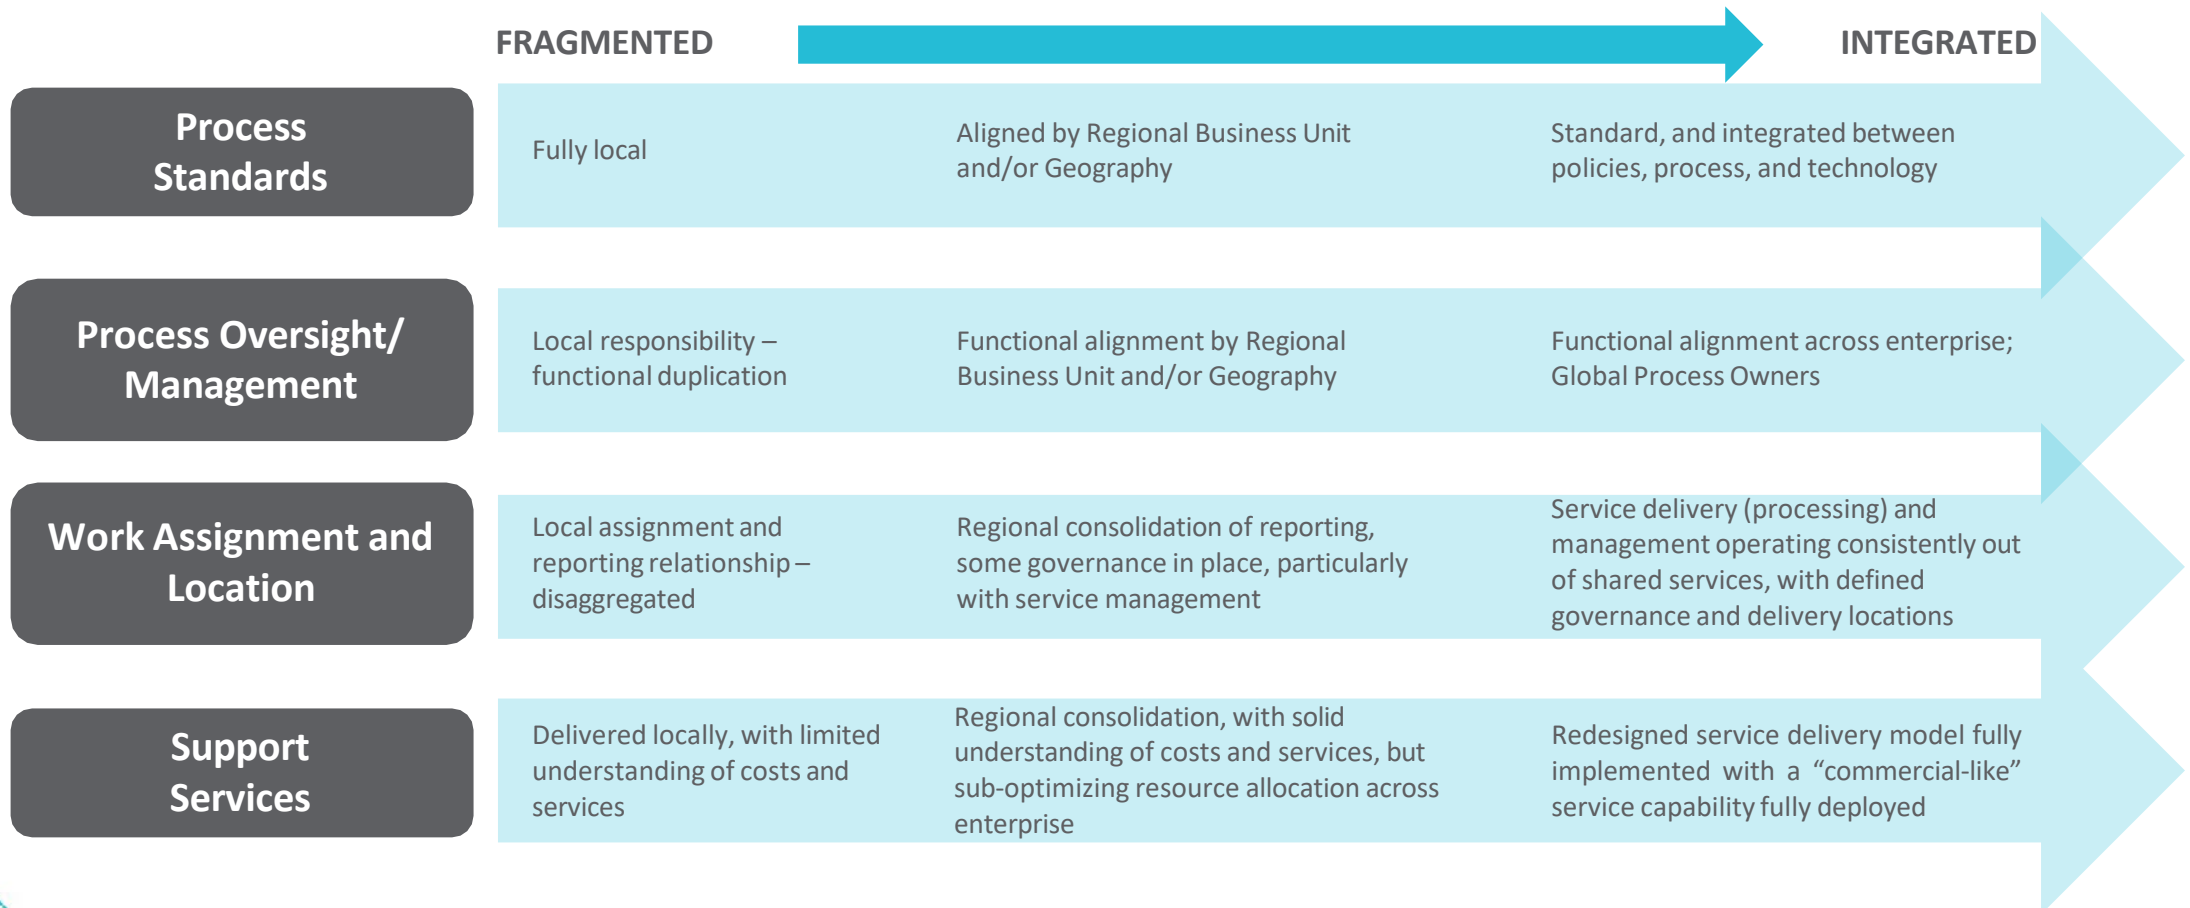 FRAGMENTED
INTEGRATED
Process
Standards
Fully local
Aligned by Regional Business Unit
and/or Geography
Standard, and integrated between
policies, process, and technology
Process Oversight/
Management
Local responsibility –
functional duplication
Functional alignment by Regional
Business Unit and/or Geography
Functional alignment across enterprise;
Global Process Owners
Work Assignment and
Location
Local assignment and
reporting relationship –
disaggregated
Regional consolidation of reporting,
some governance in place, particularly
with service management
Service delivery (processing) and
management operating consistently out
of shared services, with defined
governance and delivery locations
Support
Services
Delivered locally, with limited
understanding of costs and
services
Regional consolidation, with solid
understanding of costs and services, but
sub-optimizing resource allocation across
enterprise
Redesigned service delivery model fully
implemented with a “commercial-like”
service capability fully deployed